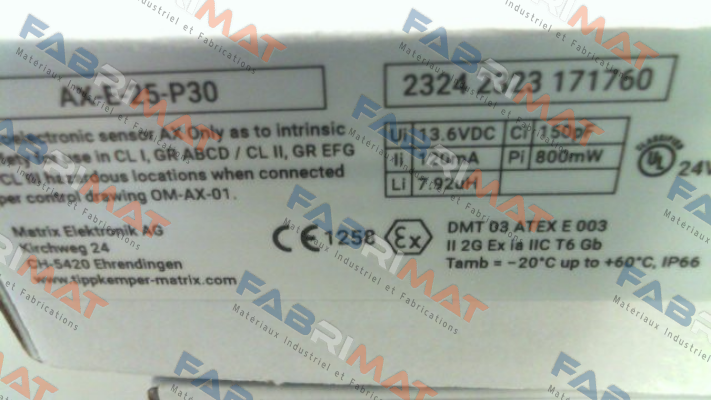 AX-E 25-P30
2324 2323 171760
electronic sensor AX Only as to intrinsic
use in CL I, GR ABCD / CL II, GR EFG
CL hazardous locations when connected
per control drawing OM-AX-01.
Ui 13.6VDC Ci 150pF
Ii 120mA Pi 800mW
Li 7.92uH
CLASSIFIED
UL
24V
Matrix Elektronik AG
Kirchweg 24
CH-5420 Ehrendingen
www.tippkemper-matrix.com
CE 1258
Ex
DMT 03 ATEX E 003
II 2G Ex ia IIC T6 Gb
Tamb = -20°C up to +60°C, IP66
FABRIMAT
Matériaux Industriel et Fabrications